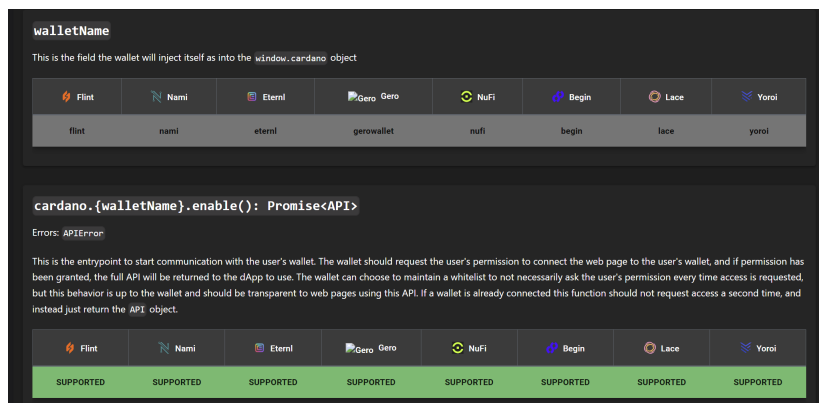 walletName
This is the field the wallet will inject itself as into the window.cardano object
Flint Nami Eternl Gero Gero NuFi Begin Lace Yoroi
flint nami eternl gerowallet nufi begin lace yoroi
cardano.{walletName}.enable(): Promise<API>
Errors: APIError
This is the entrypoint to start communication with the user's wallet. The wallet should request the user's permission to connect the web page to the user's wallet, and if permission has
been granted, the full API will be returned to the dApp to use. The wallet can choose to maintain a whitelist to not necessarily ask the user's permission every time access is requested,
but this behavior is up to the wallet and should be transparent to web pages using this API. If a wallet is already connected this function should not request access a second time, and
instead just return the API object.
Flint Nami Eternl Gero Gero NuFi Begin Lace Yoroi
SUPPORTED SUPPORTED SUPPORTED SUPPORTED SUPPORTED SUPPORTED SUPPORTED SUPPORTED